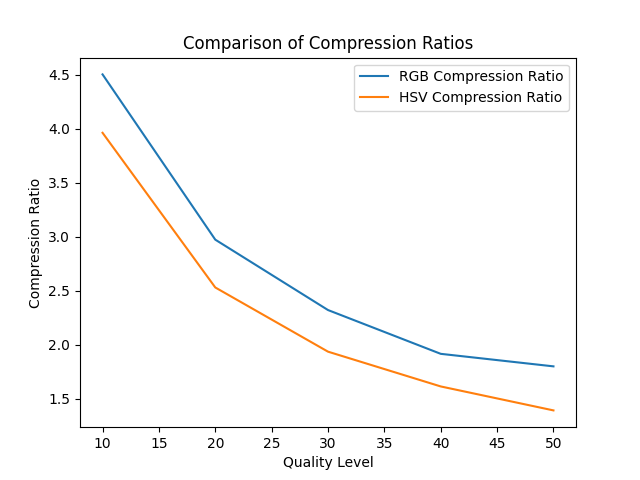 Comparison of Compression Ratios
RGB Compression Ratio
HSV Compression Ratio
Compression Ratio
4.5
4.0
3.5
3.0
2.5
2.0
1.5
10 15 20 25 30 35 40 45 50
Quality Level